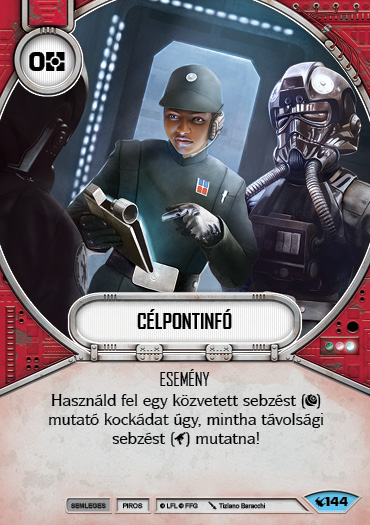 0
CÉLPONTINFÓ
ESEMÉNY
Használd fel egy közvetett sebzést ( )
mutató kockádat úgy, mintha távolsági
sebzést ( ) mutatna!
SEMLEGES PIROS © LFL © FFG Tiziano Baracchi 144